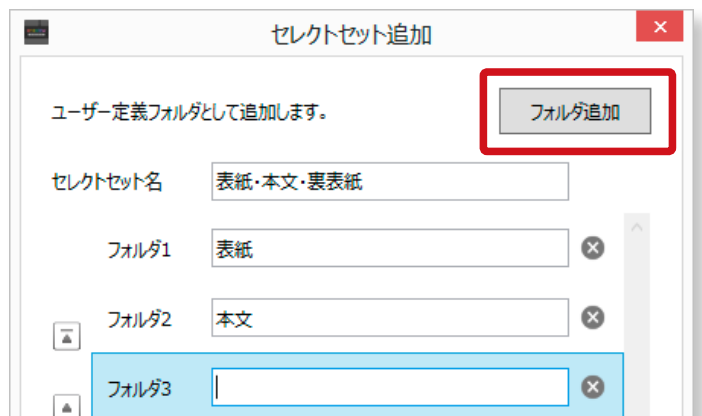 セレクトセット追加
ユーザー定義フォルダとして追加します。
フォルダ追加
セレクトセット名
表紙・本文・裏表紙
フォルダ1
表紙
フォルダ2
本文
フォルダ3